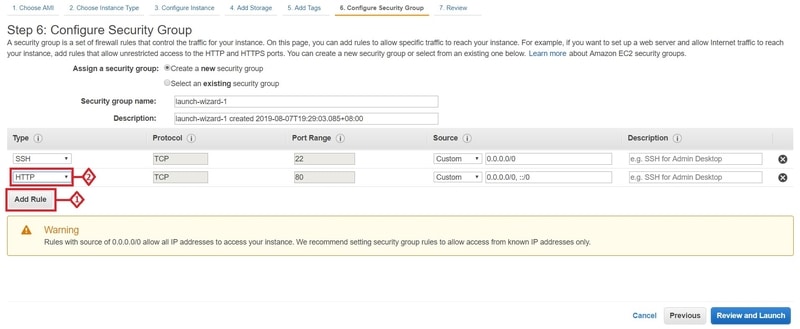 1. Choose AMI 2. Choose Instance Type 3. Configure Instance 4. Add Storage 5. Add Tags 6. Configure Security Group 7. Review
Step 6: Configure Security Group
A security group is a set of firewall rules that control the traffic for your instance. On this page, you can add rules to allow specific traffic to reach your instance. For example, if you want to set up a web server and allow Internet traffic to reach
your instance, add rules that allow unrestricted access to the HTTP and HTTPS ports. You can create a new security group or select from an existing one below. Learn more about Amazon EC2 security groups.
Assign a security group: Create a new security group
Select an existing security group
Security group name: launch-wizard-1
Description: launch-wizard-1 created 2019-08-07T19:29:03.085+08:00
Type Protocol Port Range Source Description
SSH TCP 22 Custom 0.0.0.0/0 e.g. SSH for Admin Desktop
HTTP 2 TCP 80 Custom 0.0.0.0/0, ::/0 e.g. SSH for Admin Desktop
Add Rule 1
Warning
Rules with source of 0.0.0.0/0 allow all IP addresses to access your instance. We recommend setting security group rules to allow access from known IP addresses only.
Cancel Previous Review and Launch